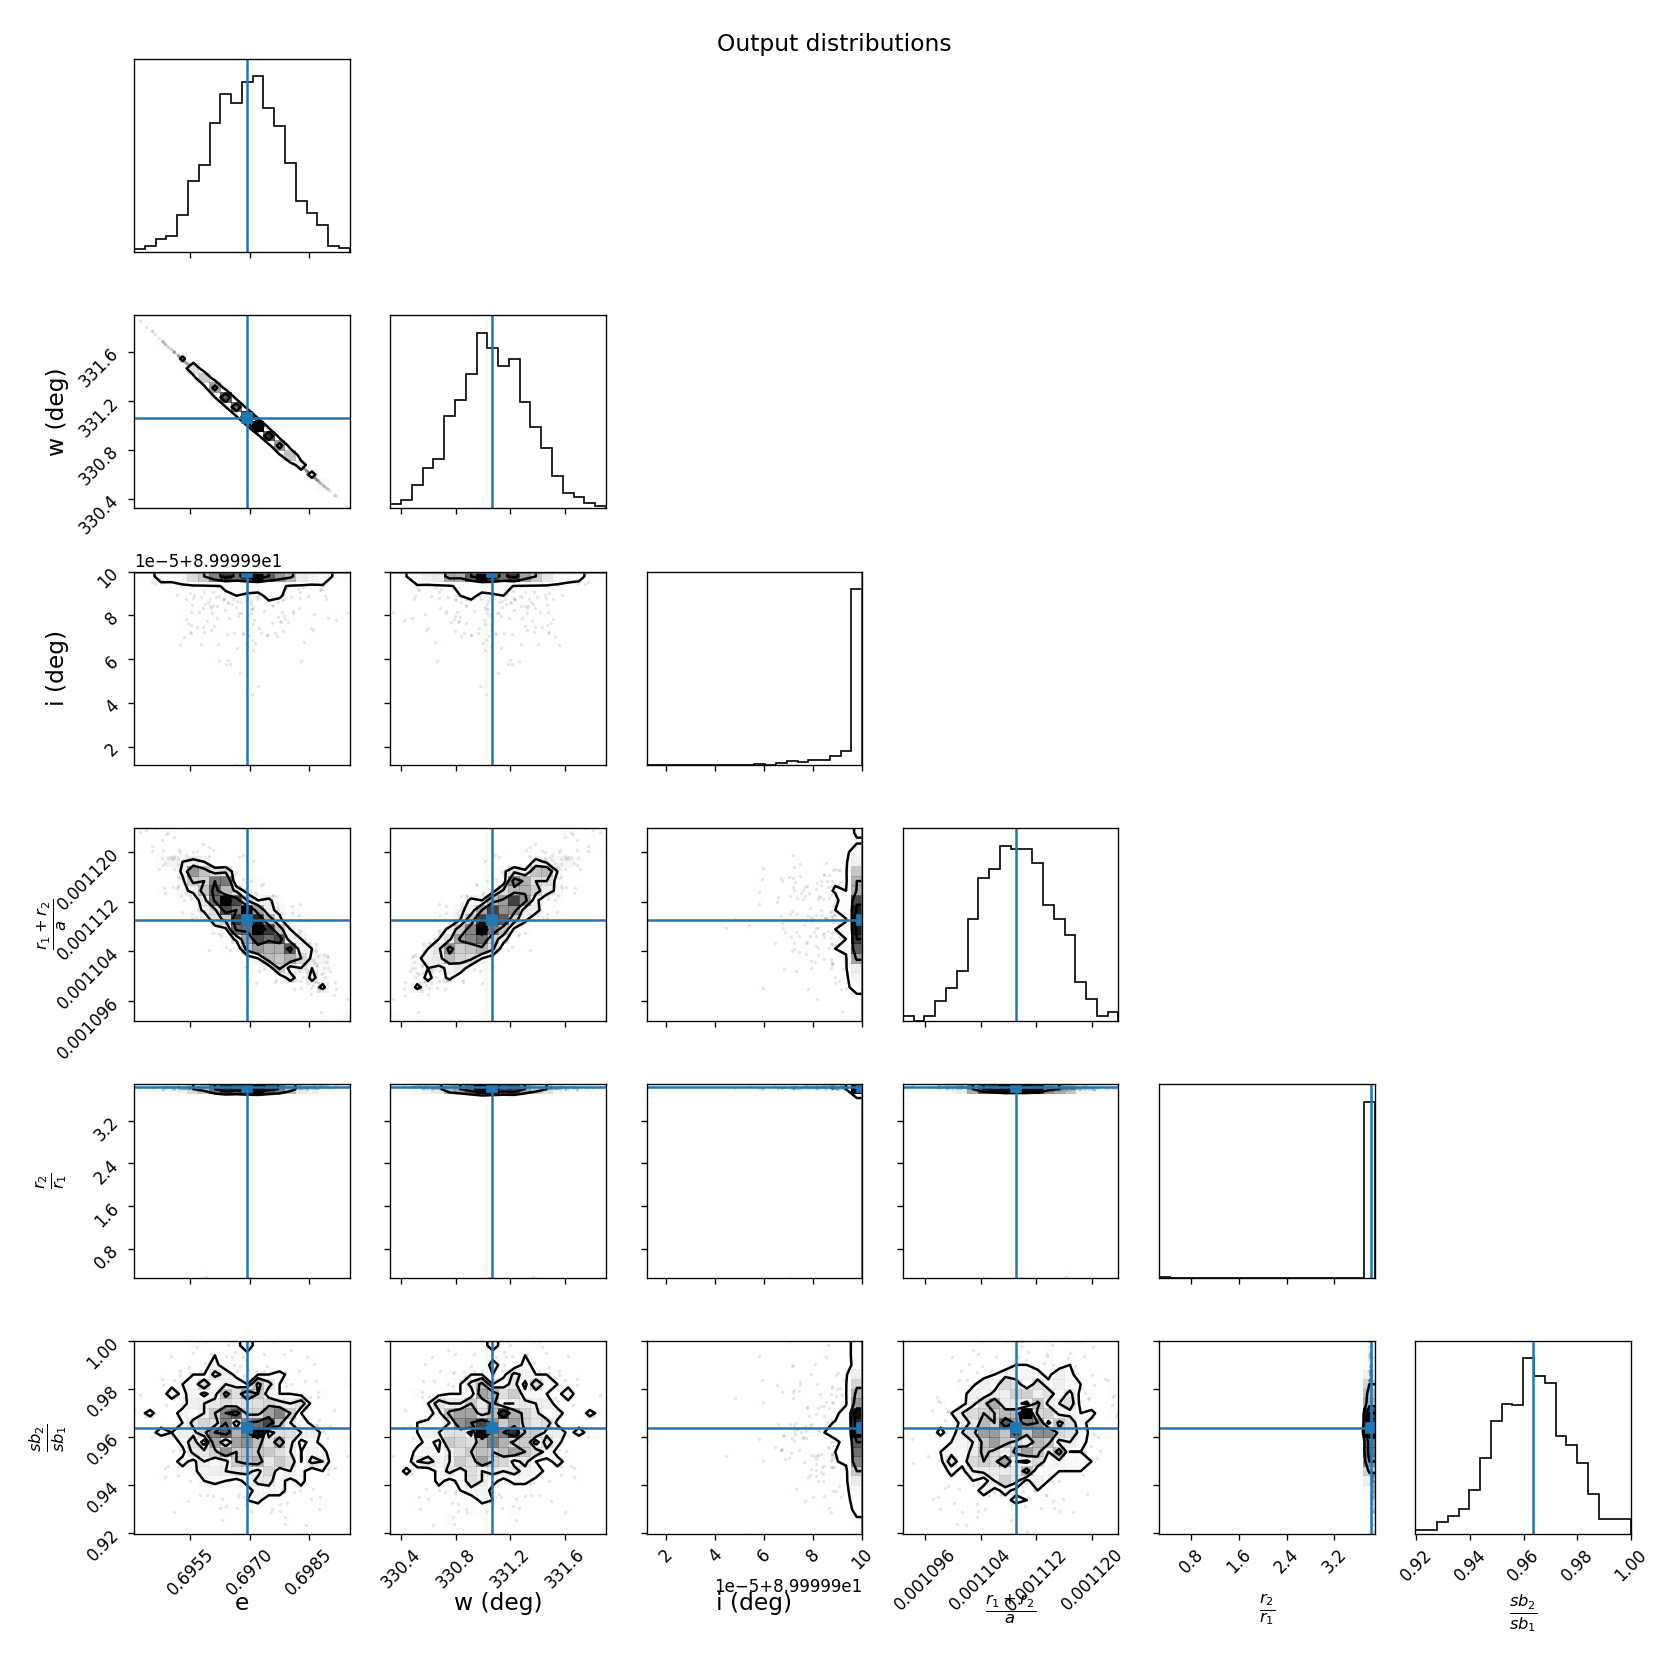 Output distributions
w (deg)
331.6
331.2
330.8
330.4
1e−5+8.99999e1
i (deg)
10
8
6
4
2
r₁ + r₂
a
0.001120
0.001112
0.001104
0.001096
r₂
r₁
3.2
2.4
1.6
0.8
sb₂
sb₁
1.00
0.98
0.96
0.94
0.92
0.6955 0.6970 0.6985
330.4 330.8 331.2 331.6
2 4 6 8 10
0.001096 0.001104 0.001112 0.001120
0.8 1.6 2.4 3.2
0.92 0.94 0.96 0.98 1.00
1e−5+8.99999e1
e
w (deg)
i (deg)
r₁ + r₂
a
r₂
r₁
sb₂
sb₁